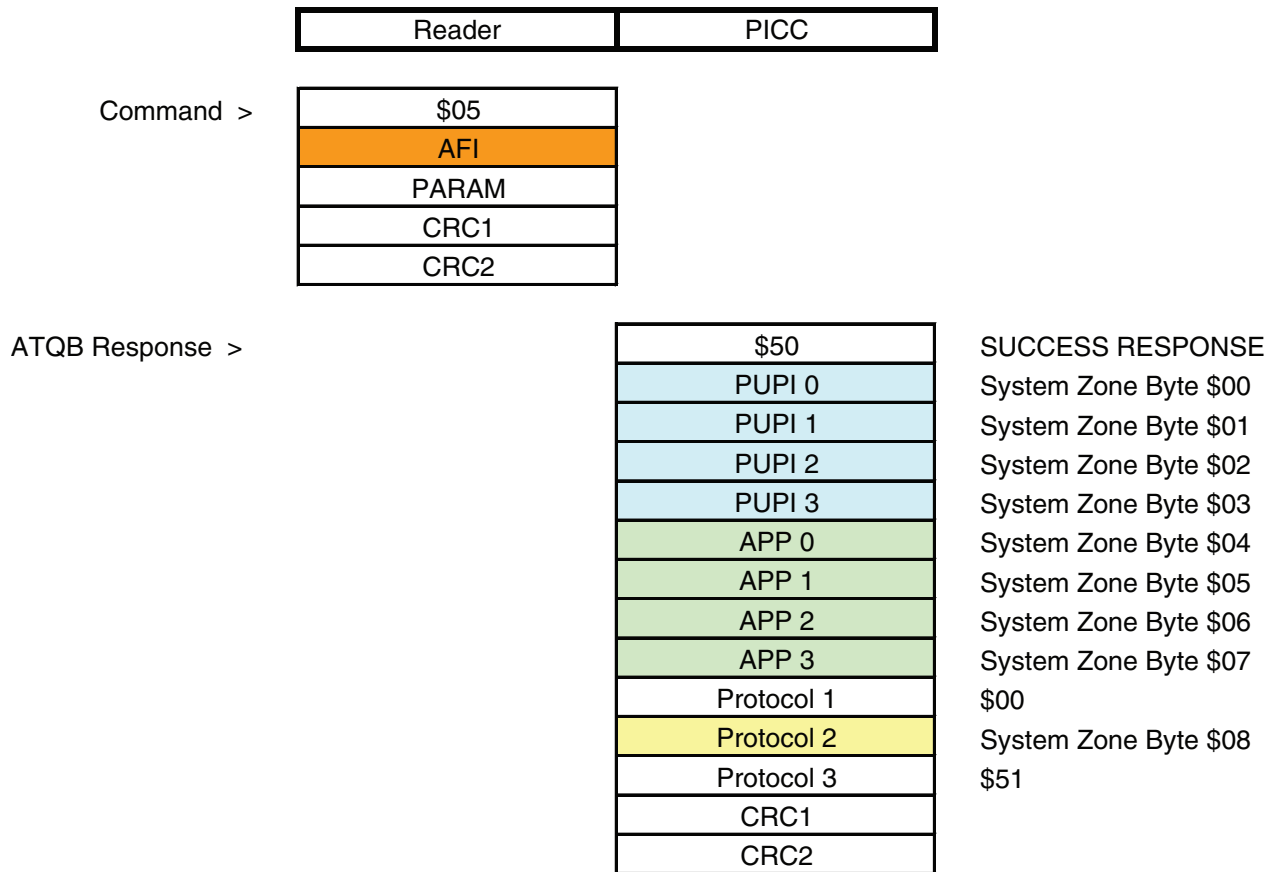 Reader PICC
Command > $05
AFI
PARAM
CRC1
CRC2
ATQB Response > $50 SUCCESS RESPONSE
PUPI 0 System Zone Byte $00
PUPI 1 System Zone Byte $01
PUPI 2 System Zone Byte $02
PUPI 3 System Zone Byte $03
APP 0 System Zone Byte $04
APP 1 System Zone Byte $05
APP 2 System Zone Byte $06
APP 3 System Zone Byte $07
Protocol 1 $00
Protocol 2 System Zone Byte $08
Protocol 3 $51
CRC1
CRC2